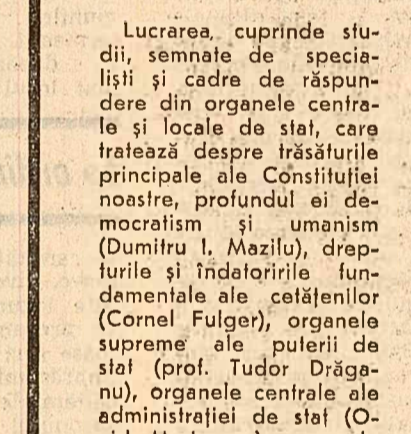 Lucrarea, cuprinde stu-
dii, semnate de specia-
liști și cadre de răspun-
dere din organele centra-
le și locale de stat, care
tratează despre trăsăturile
principale ale Constituției
noastre, profundul ei de-
mocratism și umanism
(Dumitru I. Mazilu), drep-
turile și îndatoririle fun-
damentale ale cetățenilor
(Cornel Fulger), organele
supreme ale puterii de
stat (prof. Tudor Drăga-
nu), organele centrale ale
administrației de stat (O-